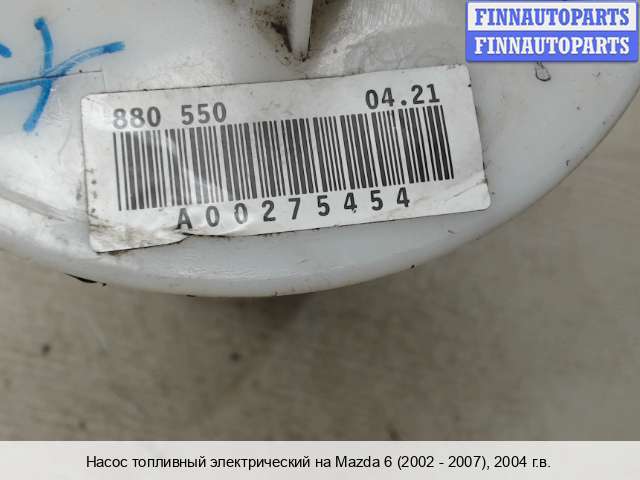 FINNAUTOPARTS
FINNAUTOPARTS
880 550 04.21
A00275454
Насос топливный электрический на Mazda 6 (2002 - 2007), 2004 г.в.